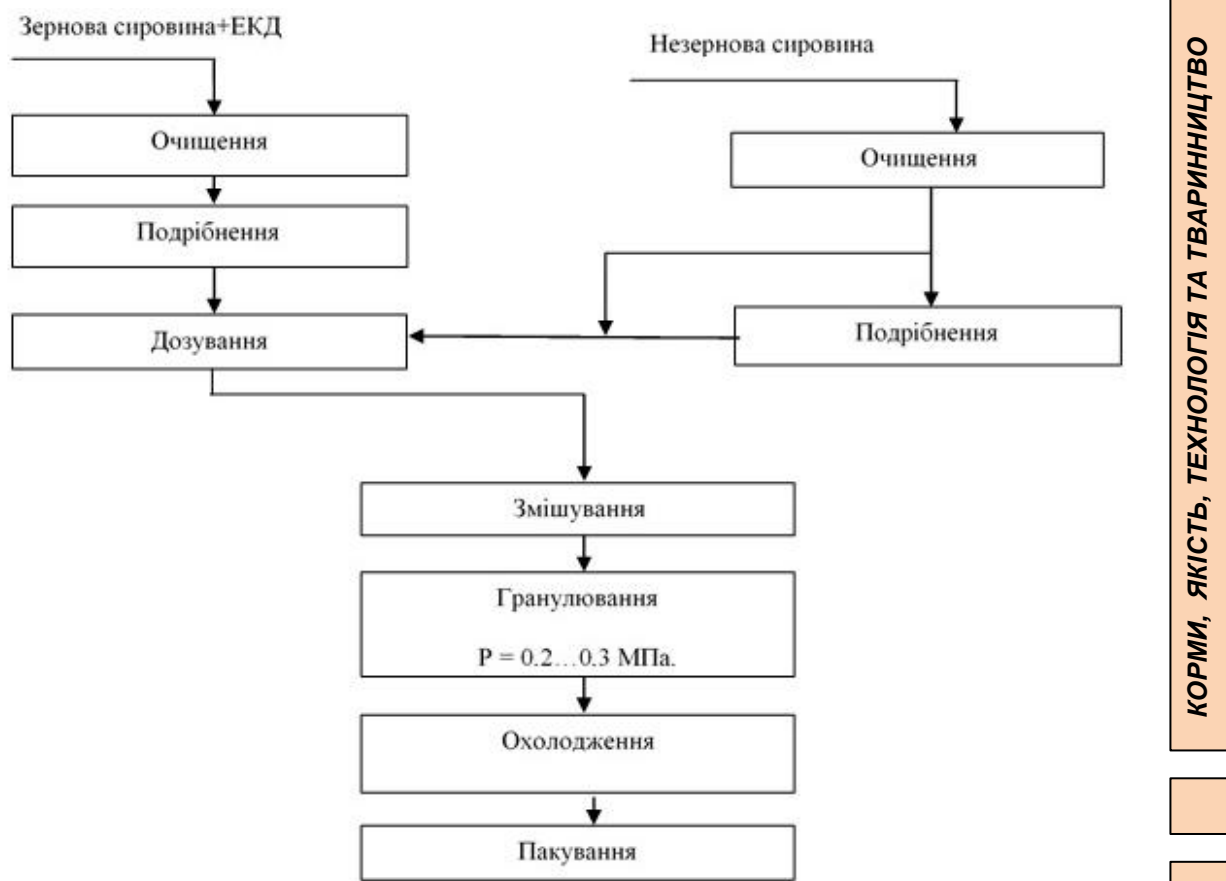 Зернова сировина+ЕКД
Незернова сировина
Очищення
Очищення
Подрібнення
Подрібнення
Дозування
Змішування
Гранулювання
P = 0.2…0.3 МПа.
Охолодження
Пакування
КОРМИ, ЯКІСТЬ, ТЕХНОЛОГІЯ ТА ТВАРИННИЦТВО